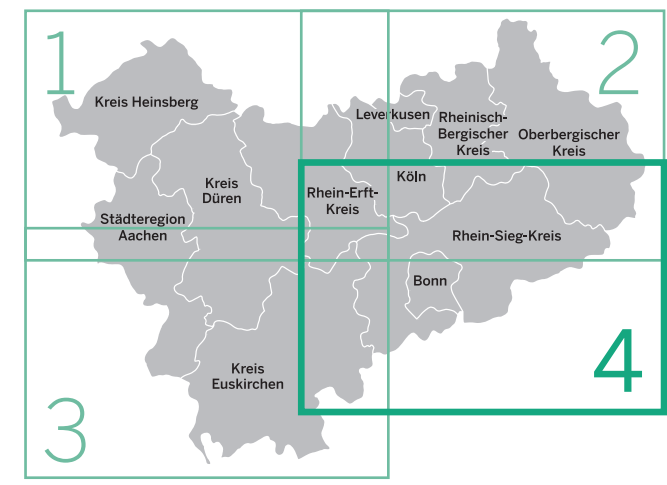 1
2
Kreis Heinsberg
Leverkusen
Rheinisch-
Bergischer
Kreis
Oberbergischer
Kreis
Köln
Kreis
Düren
Rhein-Erft-
Kreis
Städteregion
Aachen
Rhein-Sieg-Kreis
Bonn
Kreis
Euskirchen
3
4